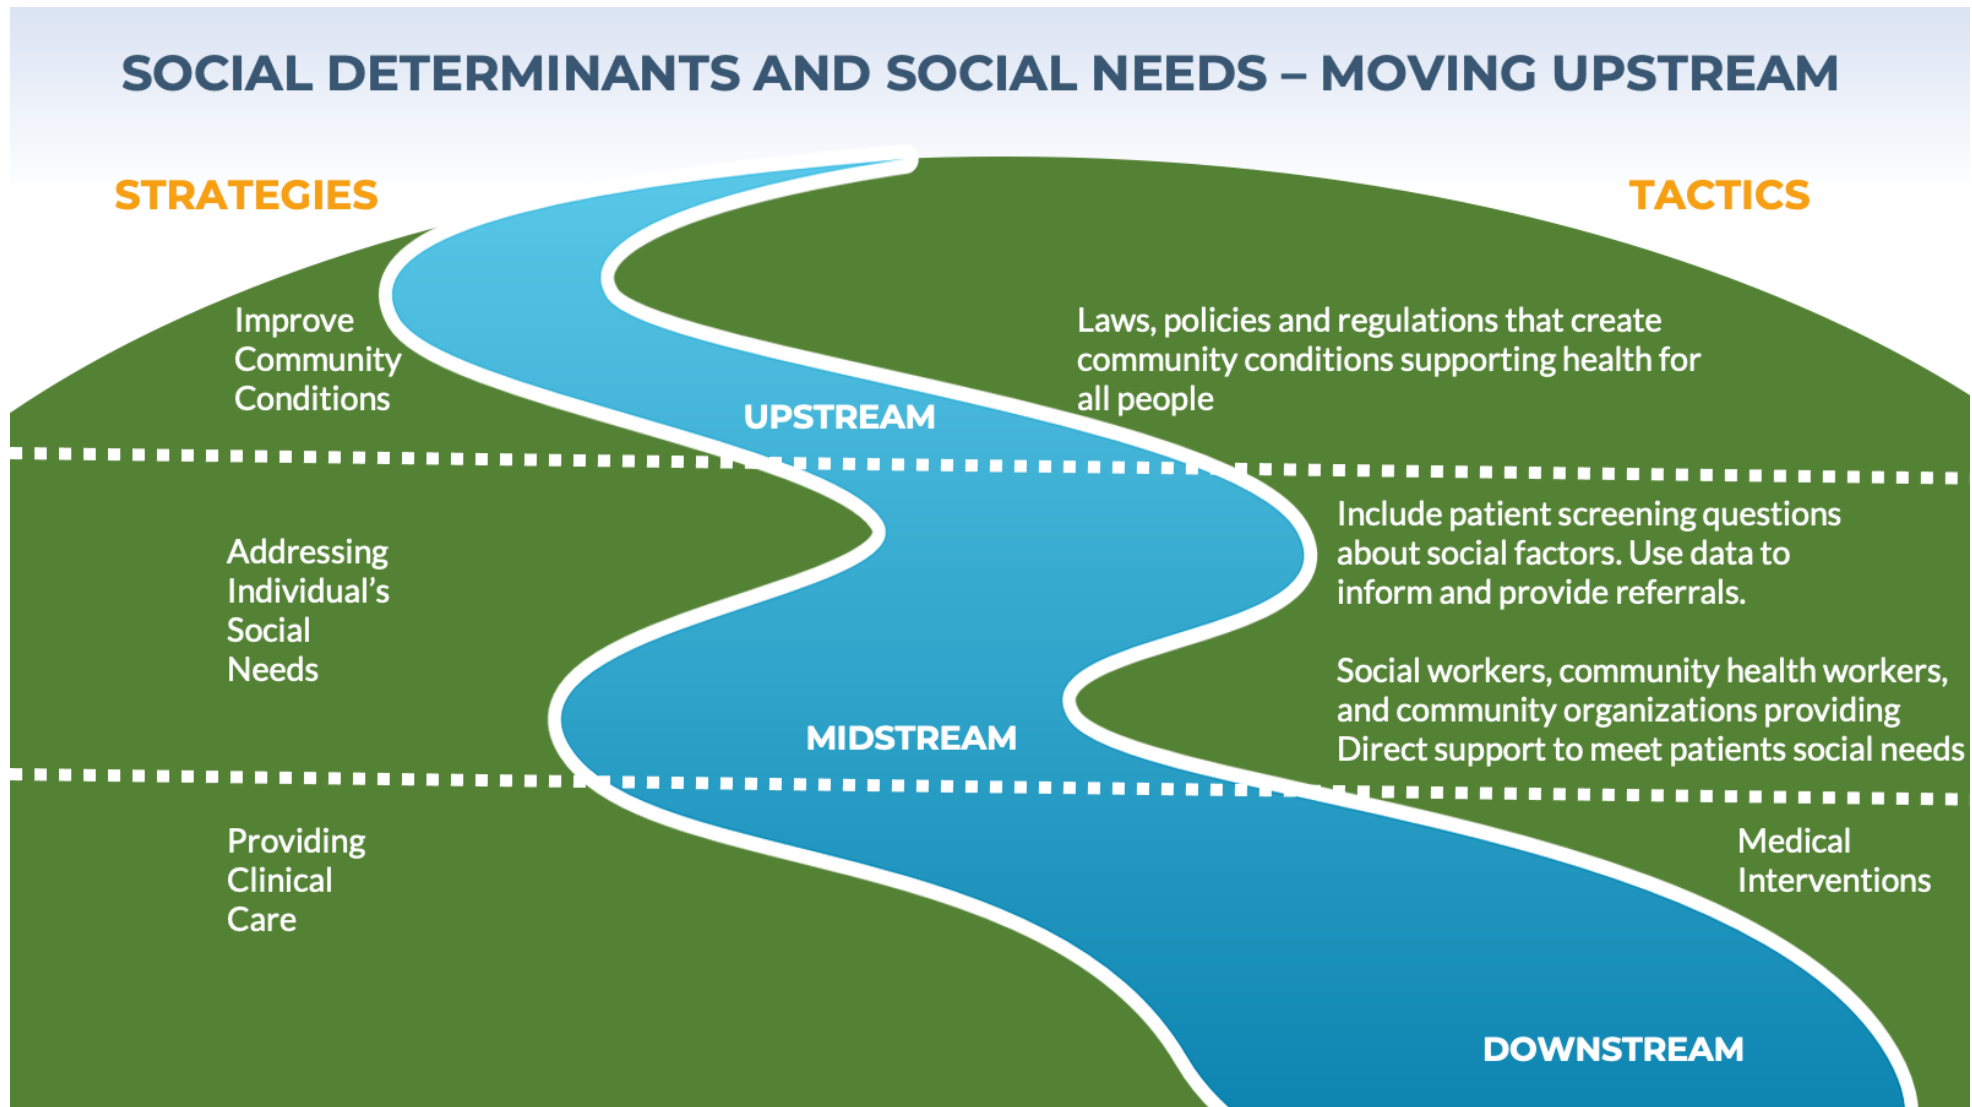 SOCIAL DETERMINANTS AND SOCIAL NEEDS – MOVING UPSTREAM
STRATEGIES
TACTICS
Improve
Community
Conditions
Laws, policies and regulations that create
community conditions supporting health for
all people
UPSTREAM
Addressing
Individual's
Social
Needs
Include patient screening questions
about social factors. Use data to
inform and provide referrals.
Social workers, community health workers,
and community organizations providing
Direct support to meet patients social needs
MIDSTREAM
Providing
Clinical
Care
Medical
Interventions
DOWNSTREAM